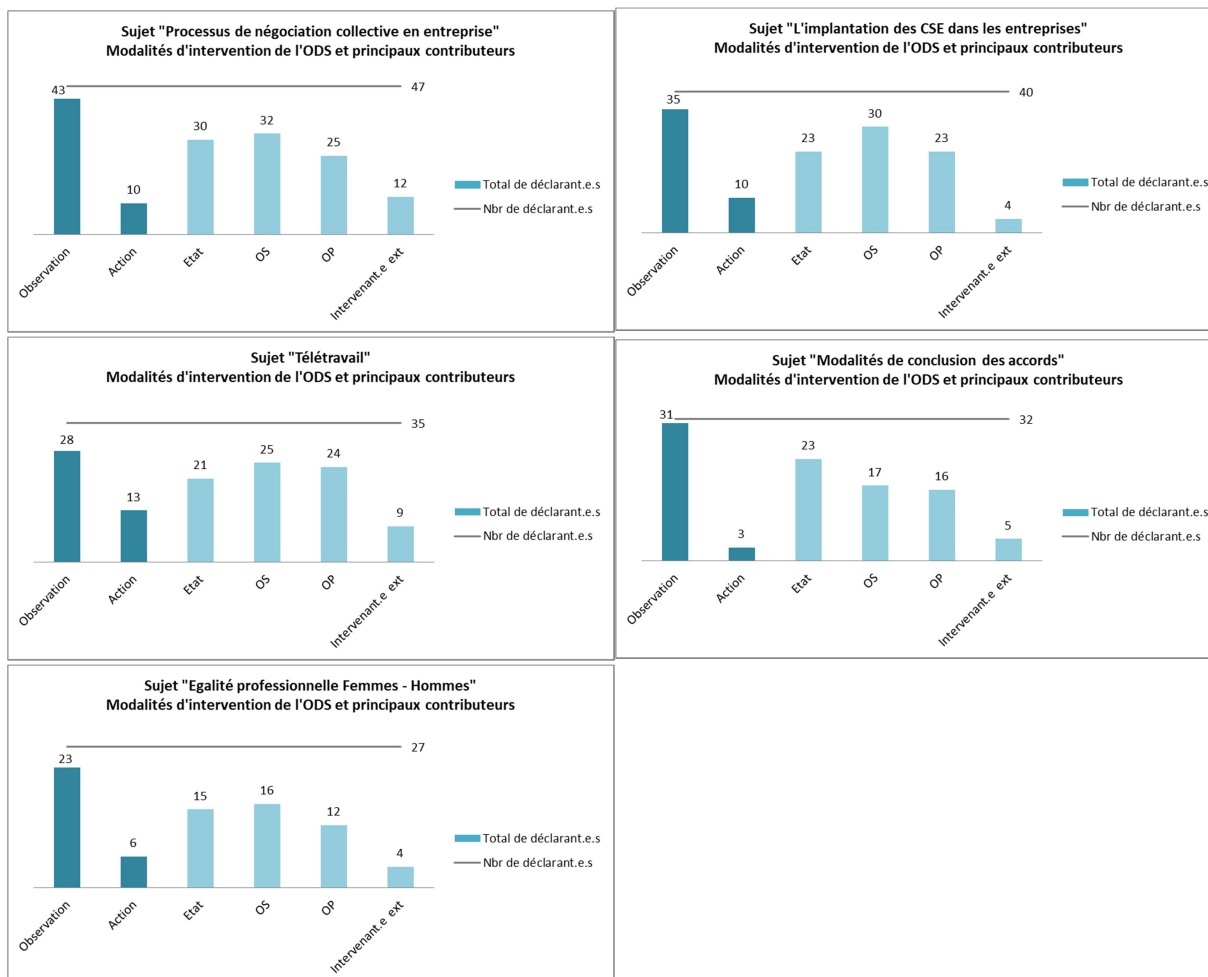 Sujet "Processus de négociation collective en entreprise"
Modalités d'intervention de l'ODS et principaux contributeurs
47
43
30
32
25
12
10
Total de déclarant.e.s
Nbr de déclarant.e.s
Observation
Action
Etat
OS
OP
Intervenant.e ext
Sujet "L'implantation des CSE dans les entreprises"
Modalités d'intervention de l'ODS et principaux contributeurs
40
35
30
23
23
10
4
Total de déclarant.e.s
Nbr de déclarant.e.s
Observation
Action
Etat
OS
OP
Intervenant.e ext
Sujet "Télétravail"
Modalités d'intervention de l'ODS et principaux contributeurs
35
28
25
24
21
13
9
Total de déclarant.e.s
Nbr de déclarant.e.s
Observation
Action
Etat
OS
OP
Intervenant.e ext
Sujet "Modalités de conclusion des accords"
Modalités d'intervention de l'ODS et principaux contributeurs
32
31
23
17
16
5
3
Total de déclarant.e.s
Nbr de déclarant.e.s
Observation
Action
Etat
OS
OP
Intervenant.e ext
Sujet "Egalité professionnelle Femmes - Hommes"
Modalités d'intervention de l'ODS et principaux contributeurs
27
23
15
16
12
6
4
Total de déclarant.e.s
Nbr de déclarant.e.s
Observation
Action
Etat
OS
OP
Intervenant.e ext